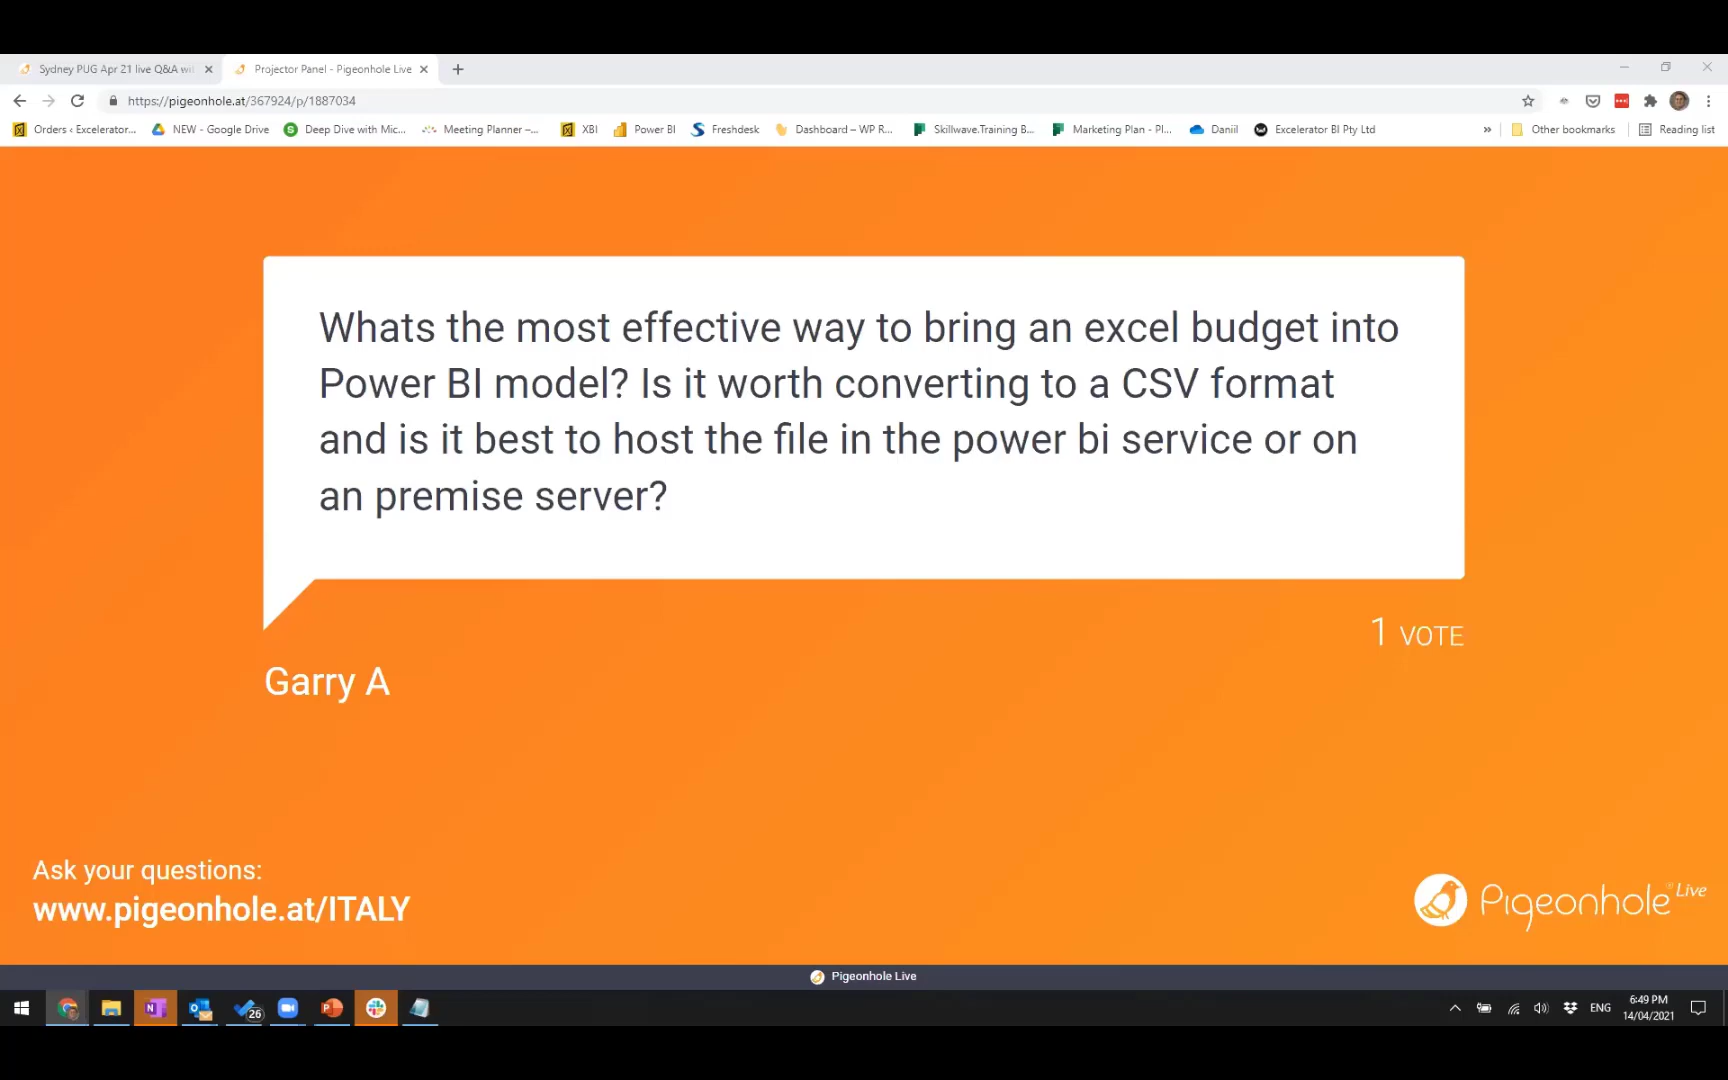 Sydney PUG Apr 21 live Q&A wi
Projector Panel - Pigeonhole Live
https://pigeonhole.at/367924/p/1887034
Orders ‹ Excelerator...
NEW - Google Drive
Deep Dive with Mic...
Meeting Planner –...
XBI
Power BI
Freshdesk
Dashboard – WP R...
Skillwave.Training B...
Marketing Plan - Pl...
Daniil
Excelerator BI Pty Ltd
»
Other bookmarks
Reading list
Whats the most effective way to bring an excel budget into
Power BI model? Is it worth converting to a CSV format
and is it best to host the file in the power bi service or on
an premise server?
1 VOTE
Garry A
Ask your questions:
www.pigeonhole.at/ITALY
Pigeonhole Live
Pigeonhole Live
26
ENG
6:49 PM
14/04/2021